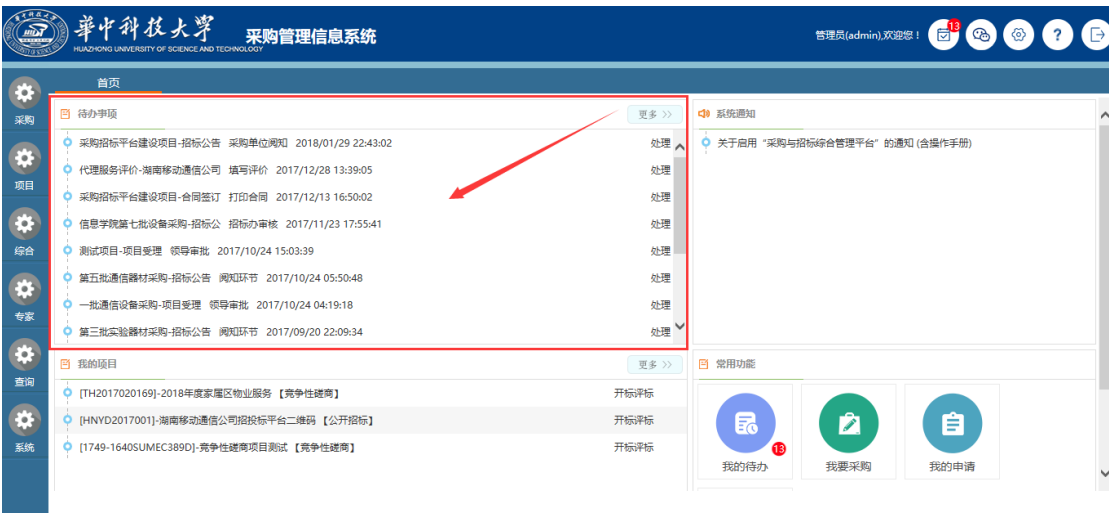 華中科技大学
HUAZHONG UNIVERSITY OF SCIENCE AND TECHNOLOGY
采购管理信息系统
管理员(admin),欢迎您！
13
?
首页
采购
项目
综合
专家
查询
系统
待办事项
更多 >>
采购招标平台建设项目-招标公告 采购单位阅知 2018/01/29 22:43:02 处理
代理服务评价-湖南移动通信公司 填写评价 2017/12/28 13:39:05 处理
采购招标平台建设项目-合同签订 打印合同 2017/12/13 16:50:02 处理
信息学院第七批设备采购-招标公 招标办审核 2017/11/23 17:55:41 处理
测试项目-项目受理 领导审批 2017/10/24 15:03:39 处理
第五批通信器材采购-招标公告 阅知环节 2017/10/24 05:50:48 处理
一批通信设备采购-项目受理 领导审批 2017/10/24 04:19:18 处理
第三批实验器材采购-招标公告 阅知环节 2017/09/20 22:09:34 处理
系统通知
关于启用“采购与招标综合管理平台”的通知 (含操作手册)
我的项目
更多 >>
[TH2017020169]-2018年度家属区物业服务 【竞争性磋商】 开标评标
[HNYD2017001]-湖南移动通信公司招投标平台二维码 【公开招标】 开标评标
[1749-1640SUMEC389D]-竞争性磋商项目测试 【竞争性磋商】 开标评标
常用功能
13
我的待办
我要采购
我的申请